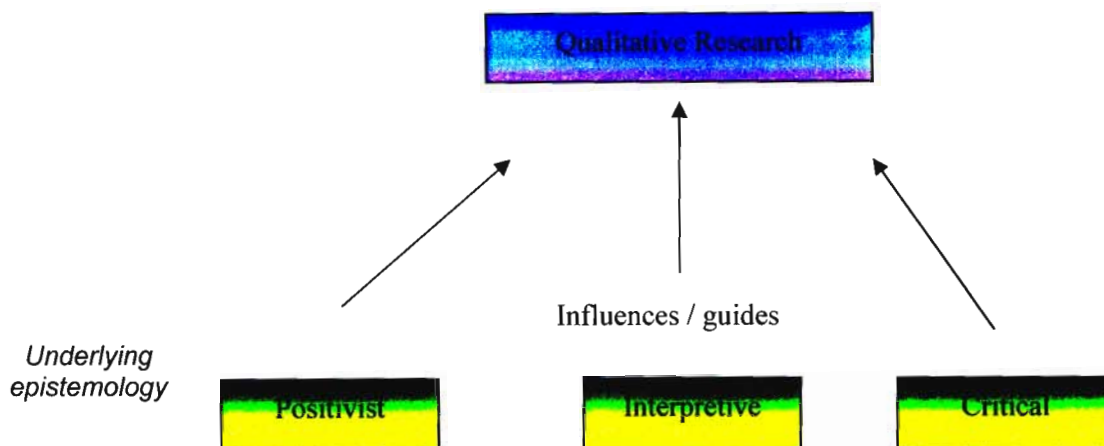 Qualitative Research
Influences / guides
Underlying
epistemology
Positivist
Interpretive
Critical